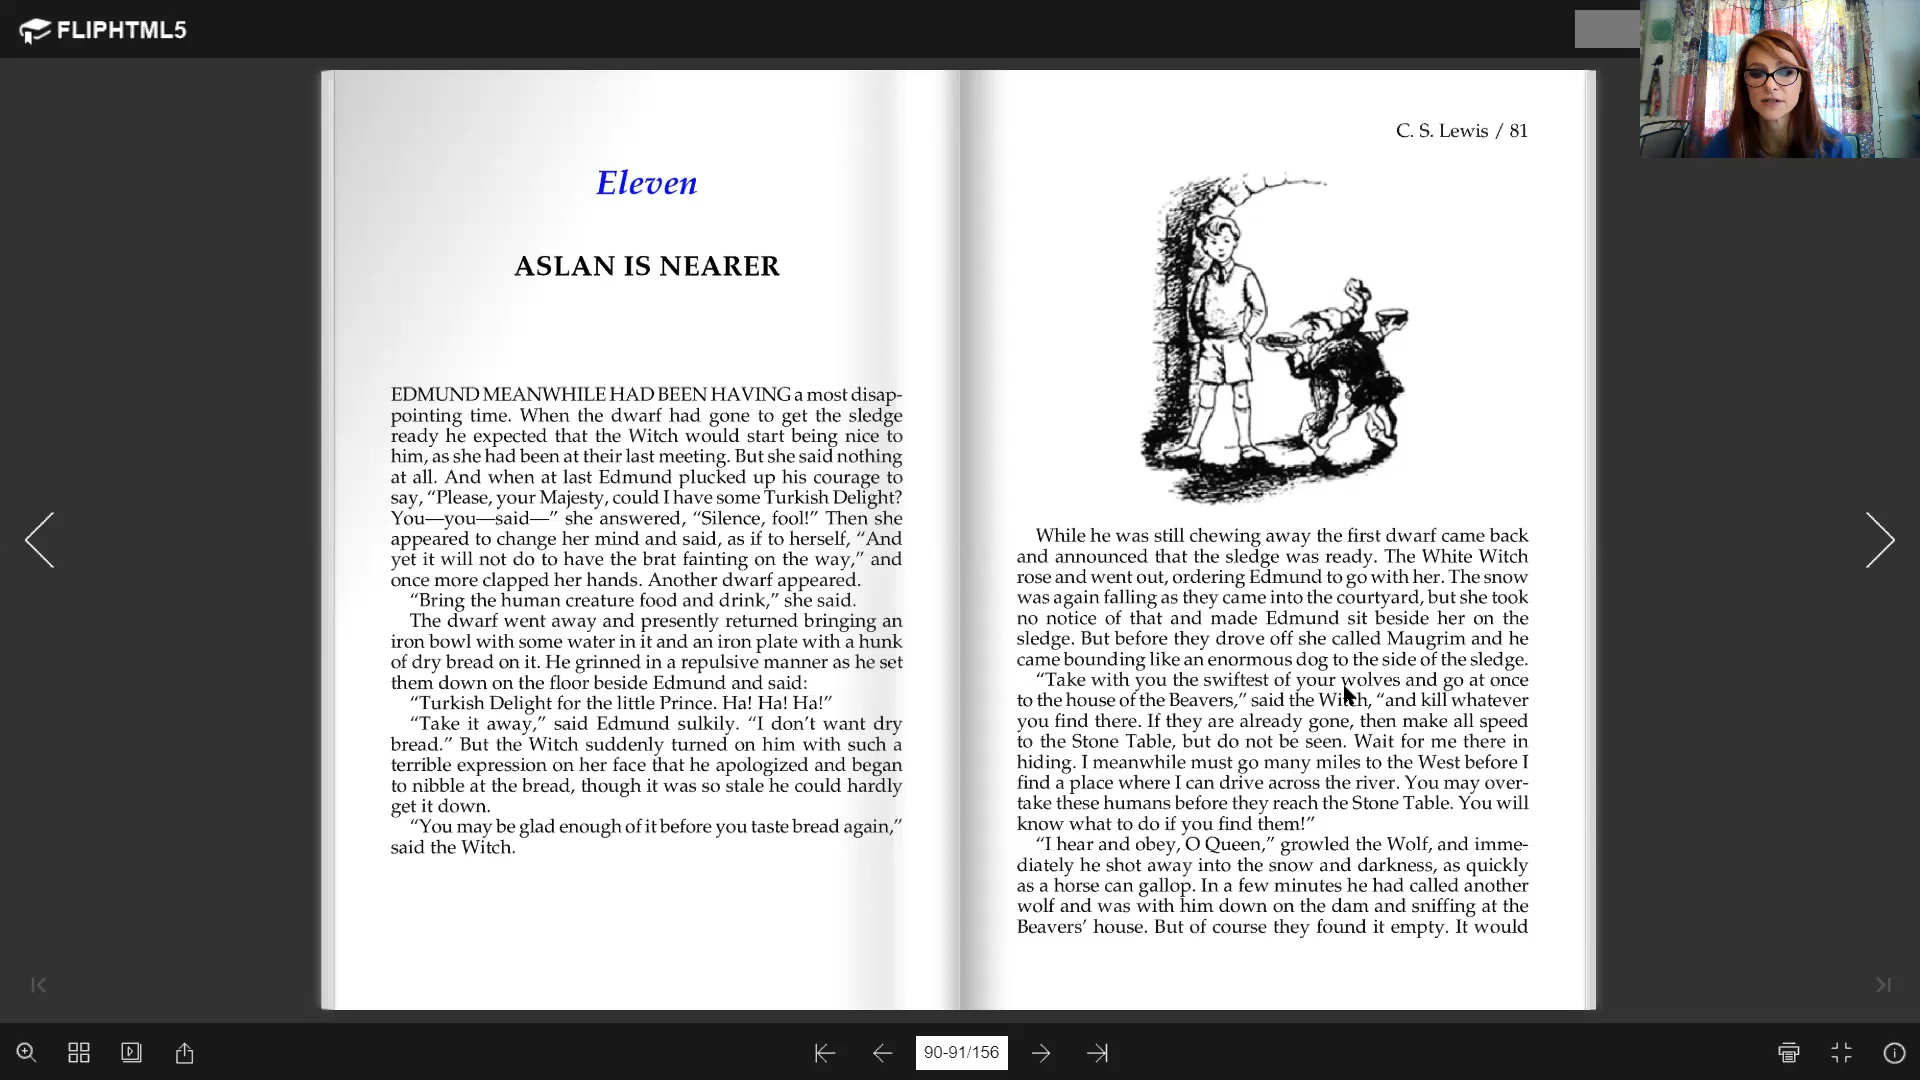 FLIPHTML5
Eleven
ASLAN IS NEARER
EDMUND MEANWHILE HAD BEEN HAVING a most disap-
pointing time. When the dwarf had gone to get the sledge
ready he expected that the Witch would start being nice to
him, as she had been at their last meeting. But she said nothing
at all. And when at last Edmund plucked up his courage to
say, “Please, your Majesty, could I have some Turkish Delight?
You—you—said—” she answered, “Silence, fool!” Then she
appeared to change her mind and said, as if to herself, “And
yet it will not do to have the brat fainting on the way,” and
once more clapped her hands. Another dwarf appeared.
“Bring the human creature food and drink,” she said.
The dwarf went away and presently returned bringing an
iron bowl with some water in it and an iron plate with a hunk
of dry bread on it. He grinned in a repulsive manner as he set
them down on the floor beside Edmund and said:
“Turkish Delight for the little Prince. Ha! Ha! Ha!”
“Take it away,” said Edmund sulkily. “I don’t want dry
bread.” But the Witch suddenly turned on him with such a
terrible expression on her face that he apologized and began
to nibble at the bread, though it was so stale he could hardly
get it down.
“You may be glad enough of it before you taste bread again,”
said the Witch.
C. S. Lewis / 81
While he was still chewing away the first dwarf came back
and announced that the sledge was ready. The White Witch
rose and went out, ordering Edmund to go with her. The snow
was again falling as they came into the courtyard, but she took
no notice of that and made Edmund sit beside her on the
sledge. But before they drove off she called Maugrim and he
came bounding like an enormous dog to the side of the sledge.
“Take with you the swiftest of your wolves and go at once
to the house of the Beavers,” said the Witch, “and kill whatever
you find there. If they are already gone, then make all speed
to the Stone Table, but do not be seen. Wait for me there in
hiding. I meanwhile must go many miles to the West before I
find a place where I can drive across the river. You may over-
take these humans before they reach the Stone Table. You will
know what to do if you find them!”
“I hear and obey, O Queen,” growled the Wolf, and imme-
diately he shot away into the snow and darkness, as quickly
as a horse can gallop. In a few minutes he had called another
wolf and was with him down on the dam and sniffing at the
Beavers’ house. But of course they found it empty. It would
90-91/156